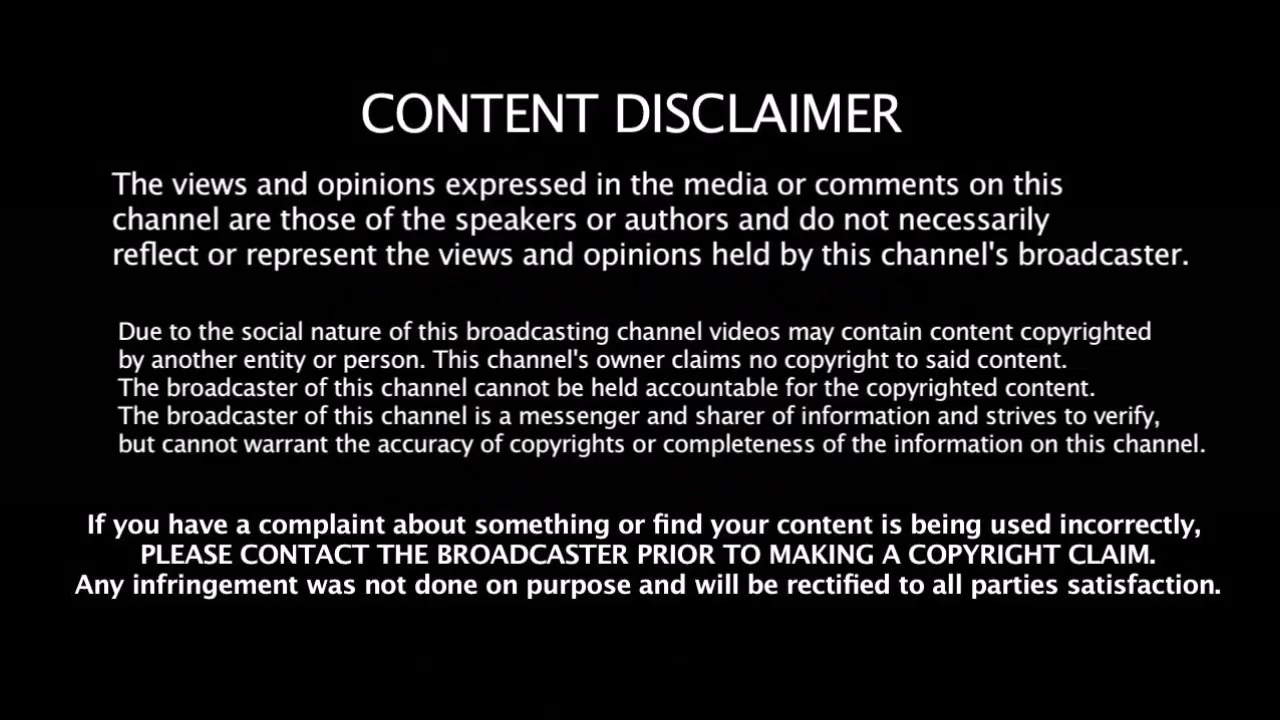 CONTENT DISCLAIMER
The views and opinions expressed in the media or comments on this
channel are those of the speakers or authors and do not necessarily
reflect or represent the views and opinions held by this channel's broadcaster.
Due to the social nature of this broadcasting channel videos may contain content copyrighted
by another entity or person. This channel's owner claims no copyright to said content.
The broadcaster of this channel cannot be held accountable for the copyrighted content.
The broadcaster of this channel is a messenger and sharer of information and strives to verify,
but cannot warrant the accuracy of copyrights or completeness of the information on this channel.
If you have a complaint about something or find your content is being used incorrectly,
PLEASE CONTACT THE BROADCASTER PRIOR TO MAKING A COPYRIGHT CLAIM.
Any infringement was not done on purpose and will be rectified to all parties satisfaction.